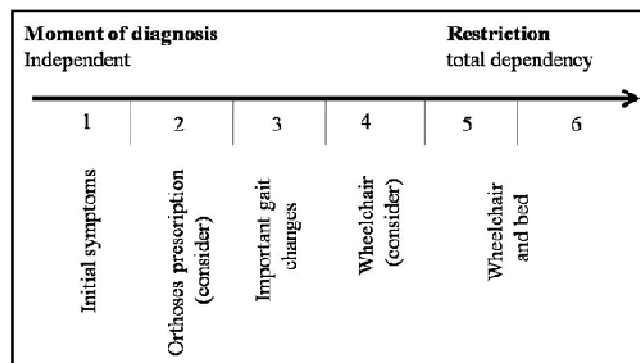 Moment of diagnosis
Independent
Restriction
total dependency
1
2
3
4
5
6
Initial symptoms
Orthoses prescription
(consider)
Important gait
changes
Wheelchair
(consider)
Wheelchair
and bed